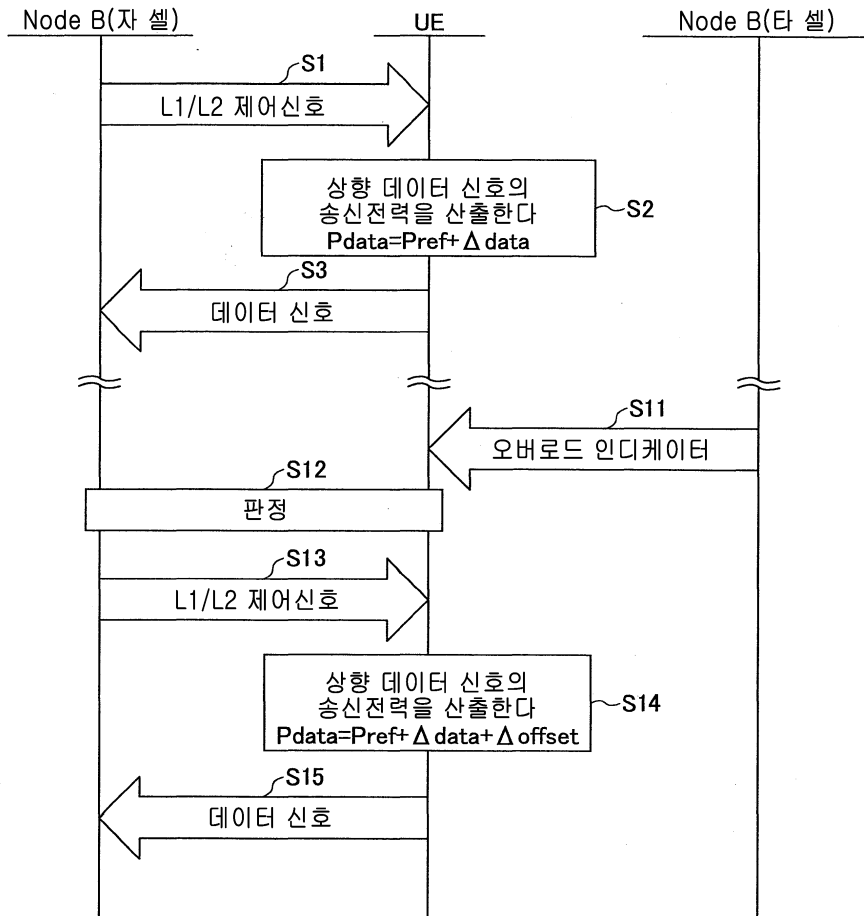 Node B(자 셀)
UE
Node B(타 셀)
S1
L1/L2 제어신호
상향 데이터 신호의
송신전력을 산출한다
Pdata=Pref+Δdata
S2
S3
데이터 신호
S11
오버로드 인디케이터
S12
판정
S13
L1/L2 제어신호
상향 데이터 신호의
송신전력을 산출한다
Pdata=Pref+Δdata+Δoffset
S14
S15
데이터 신호